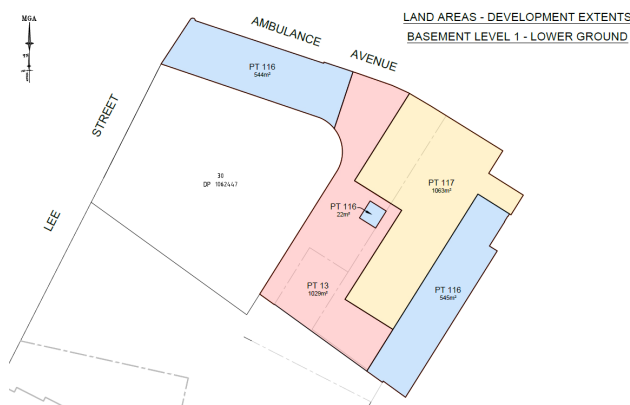 MGA
LAND AREAS - DEVELOPMENT EXTENTS
BASEMENT LEVEL 1 - LOWER GROUND
AMBULANCE
AVENUE
PT 116
544m²
STREET
LEE
30
DP 1062447
PT 117
1063m²
PT 116
22m²
PT 13
1029m²
PT 116
545m²